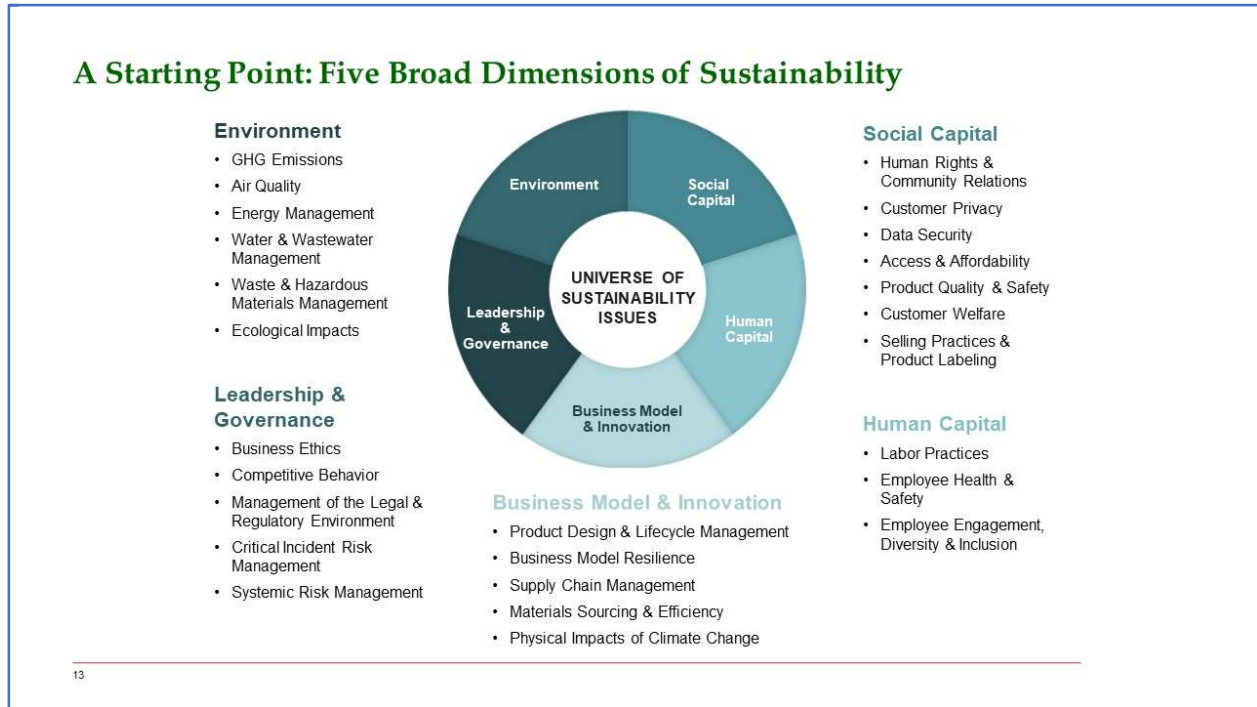 A Starting Point: Five Broad Dimensions of Sustainability
Environment
• GHG Emissions
• Air Quality
• Energy Management
• Water & Wastewater
Management
• Waste & Hazardous
Materials Management
• Ecological Impacts
Leadership &
Governance
• Business Ethics
• Competitive Behavior
• Management of the Legal &
Regulatory Environment
• Critical Incident Risk
Management
• Systemic Risk Management
Environment
Social
Capital
UNIVERSE OF
SUSTAINABILITY
ISSUES
Leadership
&
Governance
Human
Capital
Business Model
& Innovation
Business Model & Innovation
• Product Design & Lifecycle Management
• Business Model Resilience
• Supply Chain Management
• Materials Sourcing & Efficiency
• Physical Impacts of Climate Change
Social Capital
• Human Rights &
Community Relations
• Customer Privacy
• Data Security
• Access & Affordability
• Product Quality & Safety
• Customer Welfare
• Selling Practices &
Product Labeling
Human Capital
• Labor Practices
• Employee Health &
Safety
• Employee Engagement,
Diversity & Inclusion
13